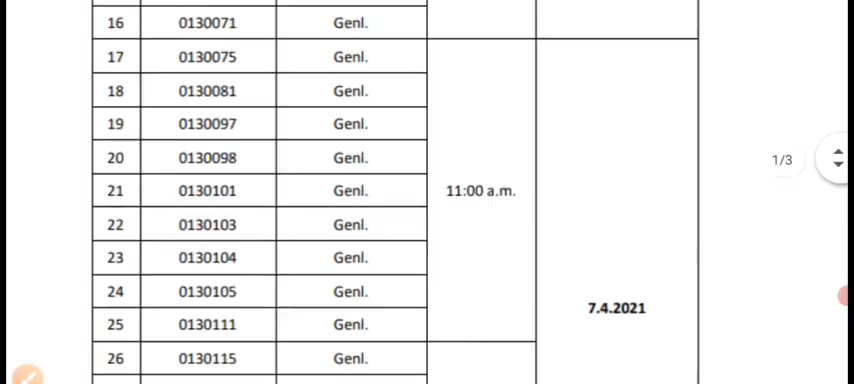 16 0130071 Genl.
17 0130075 Genl.
18 0130081 Genl.
19 0130097 Genl.
20 0130098 Genl.
21 0130101 Genl. 11:00 a.m.
22 0130103 Genl.
23 0130104 Genl.
24 0130105 Genl.
7.4.2021
25 0130111 Genl.
26 0130115 Genl.
1/3